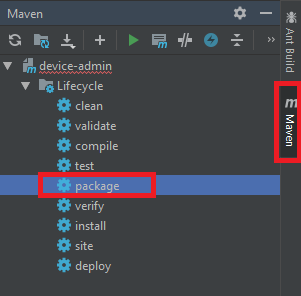 Maven
device-admin
Lifecycle
clean
validate
compile
test
package
verify
install
site
deploy
Ant Build
m Maven